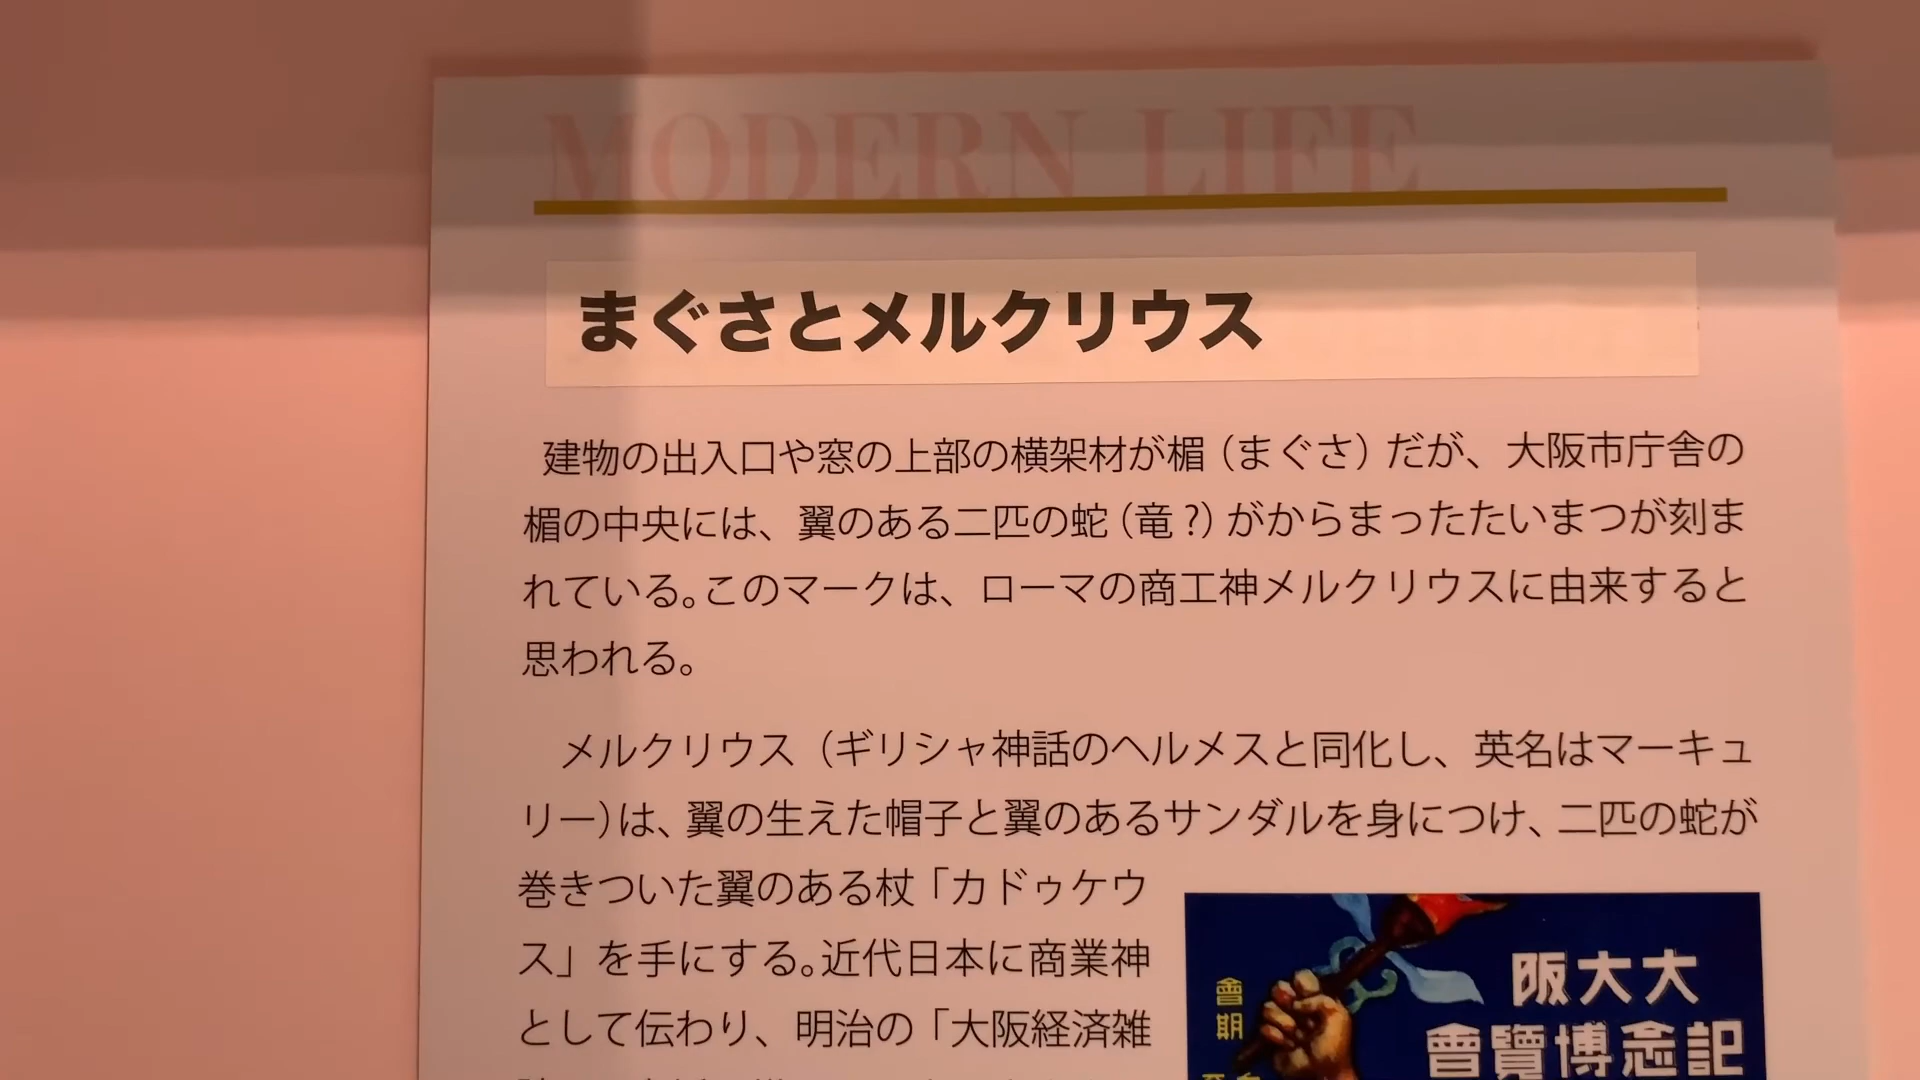 MODERN LIFE
まぐさとメルクリウス
建物の出入口や窓の上部の横架材が楣（まぐさ）だが、大阪市庁舎の
楣の中央には、翼のある二匹の蛇（竜？）がからまったたいまつが刻ま
れている。このマークは、ローマの商工神メルクリウスに由来すると
思われる。
メルクリウス（ギリシャ神話のヘルメスと同化し、英名はマーキュ
リー）は、翼の生えた帽子と翼のあるサンダルを身につけ、二匹の蛇が
巻きついた翼のある杖「カドゥケウ
ス」を手にする。近代日本に商業神
として伝わり、明治の「大阪経済雑
阪大大
會覽博念記
會期